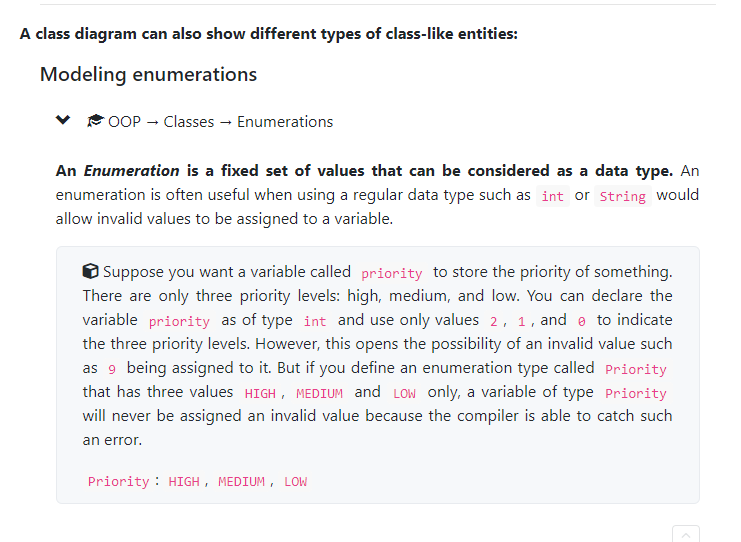 A class diagram can also show different types of class-like entities:
Modeling enumerations
OOP → Classes → Enumerations
An Enumeration is a fixed set of values that can be considered as a data type. An
enumeration is often useful when using a regular data type such as int or String would
allow invalid values to be assigned to a variable.
Suppose you want a variable called priority to store the priority of something.
There are only three priority levels: high, medium, and low. You can declare the
variable priority as of type int and use only values 2, 1, and 0 to indicate
the three priority levels. However, this opens the possibility of an invalid value such
as 9 being assigned to it. But if you define an enumeration type called Priority
that has three values HIGH, MEDIUM and LOW only, a variable of type Priority
will never be assigned an invalid value because the compiler is able to catch such
an error.
Priority: HIGH, MEDIUM, LOW